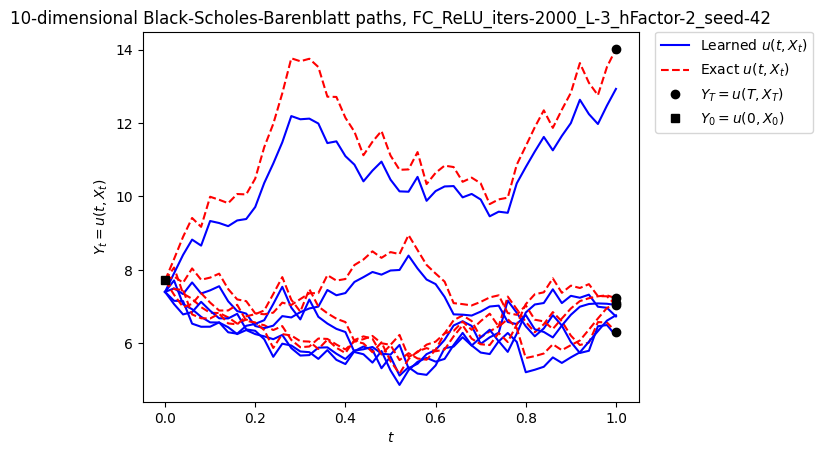 10-dimensional Black-Scholes-Barenblatt paths, FC_ReLU_iters-2000_L-3_hFactor-2_seed-42
Learned u(t, X_t)
Exact u(t, X_t)
Y_T = u(T, X_T)
Y_0 = u(0, X_0)
14
12
10
8
6
Y_t = u(t, X_t)
0.0 0.2 0.4 0.6 0.8 1.0
t